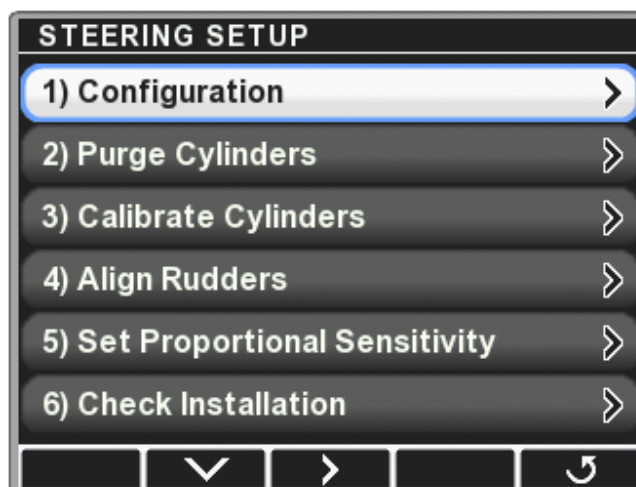 STEERING SETUP
1) Configuration
2) Purge Cylinders
3) Calibrate Cylinders
4) Align Rudders
5) Set Proportional Sensitivity
6) Check Installation